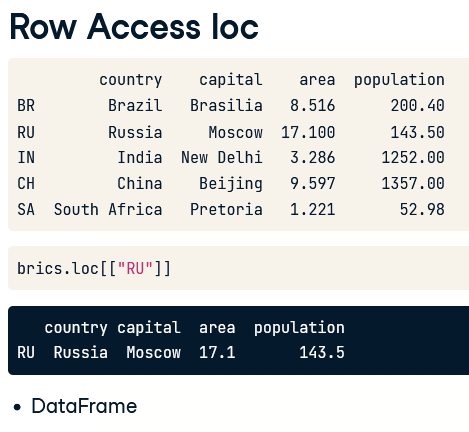 Row Access loc
country capital area population
BR Brazil Brasilia 8.516 200.40
RU Russia Moscow 17.100 143.50
IN India New Delhi 3.286 1252.00
CH China Beijing 9.597 1357.00
SA South Africa Pretoria 1.221 52.98
brics.loc[["RU"]]
country capital area population
RU Russia Moscow 17.1 143.5
• DataFrame